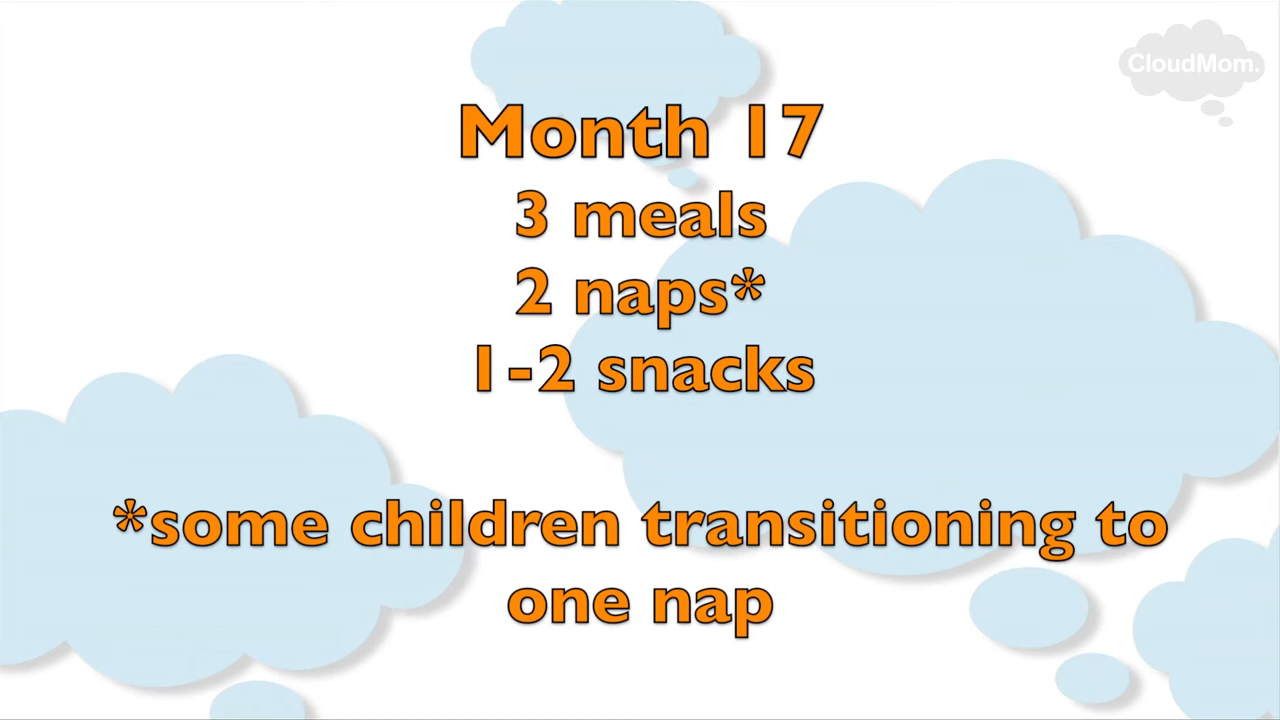 CloudMom.
Month 17
3 meals
2 naps*
1-2 snacks
*some children transitioning to
one nap